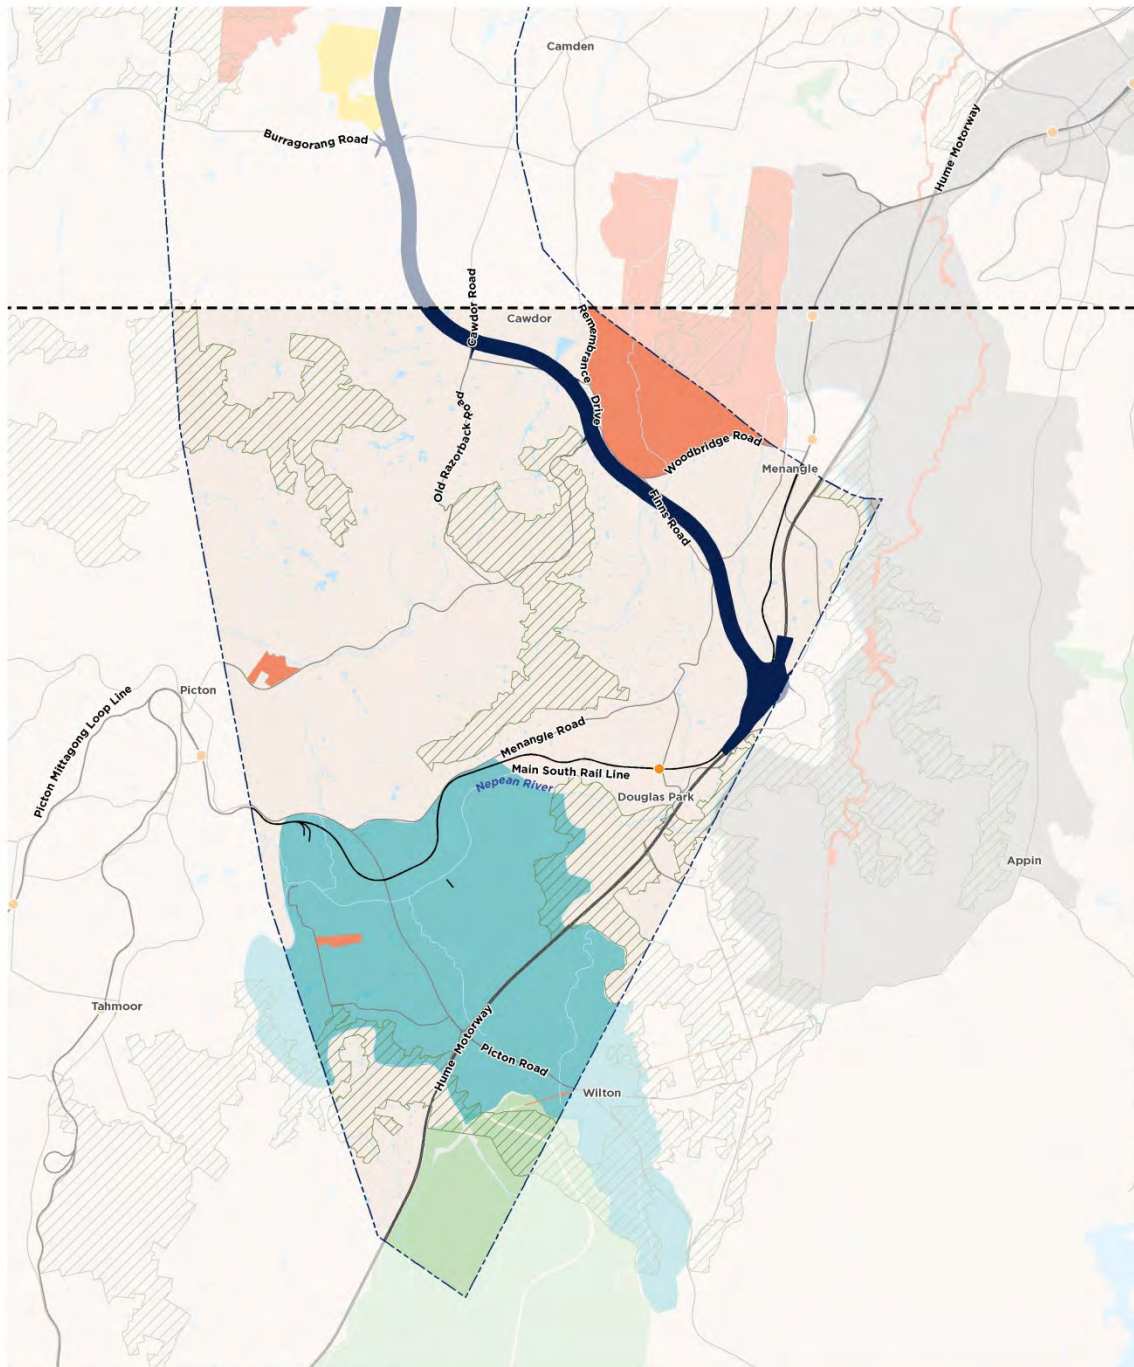 Camden
Burragorang Road
Hume Motorway
Cawdor Road
Cawdor
Remembrance Drive
Old Razorback Road
Woodbridge Road
Menangle
Finns Road
Picton
Picton Mittagong Loop Line
Menangle Road
Main South Rail Line
Nepean River
Douglas Park
Appin
Tahmoor
Hume Motorway
Picton Road
Wilton